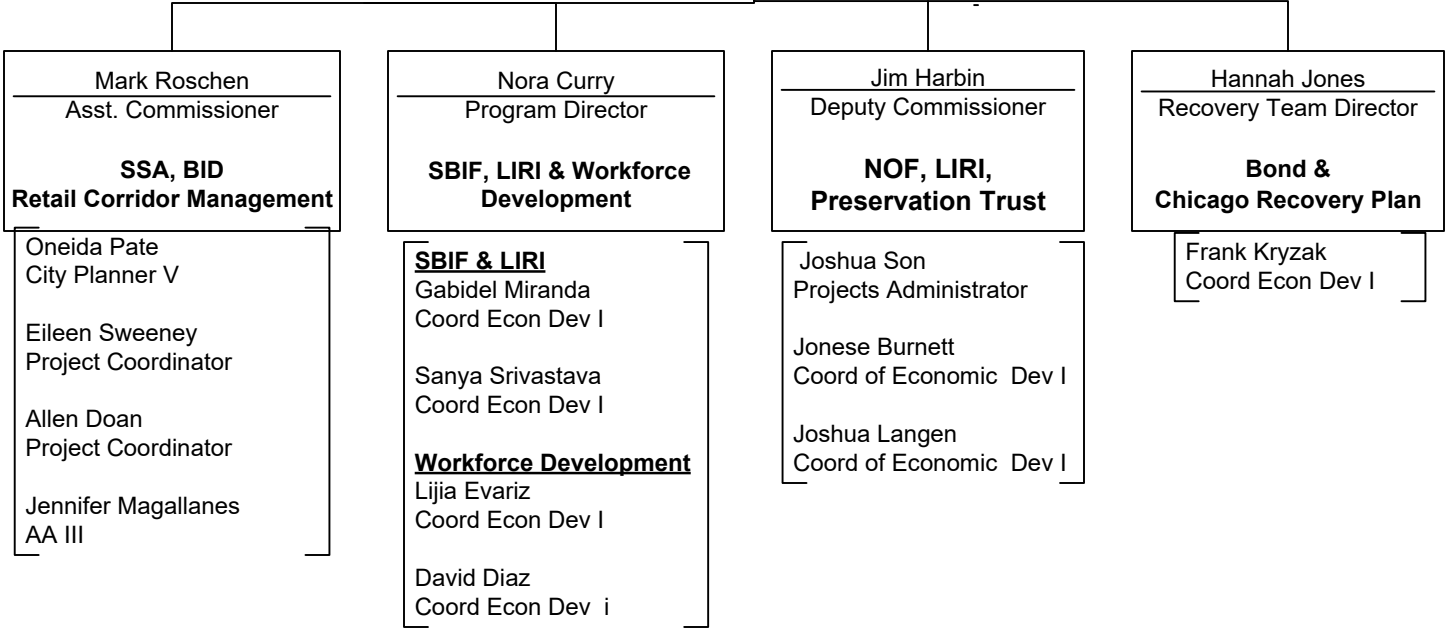 Mark Roschen
Asst. Commissioner
SSA, BID
Retail Corridor Management
Oneida Pate
City Planner V
Eileen Sweeney
Project Coordinator
Allen Doan
Project Coordinator
Jennifer Magallanes
AA III
Nora Curry
Program Director
SBIF, LIRI & Workforce
Development
SBIF & LIRI
Gabidel Miranda
Coord Econ Dev I
Sanya Srivastava
Coord Econ Dev I
Workforce Development
Lijia Evariz
Coord Econ Dev I
David Diaz
Coord Econ Dev i
Jim Harbin
Deputy Commissioner
NOF, LIRI,
Preservation Trust
Joshua Son
Projects Administrator
Jonese Burnett
Coord of Economic Dev I
Joshua Langen
Coord of Economic Dev I
Hannah Jones
Recovery Team Director
Bond &
Chicago Recovery Plan
Frank Kryzak
Coord Econ Dev I